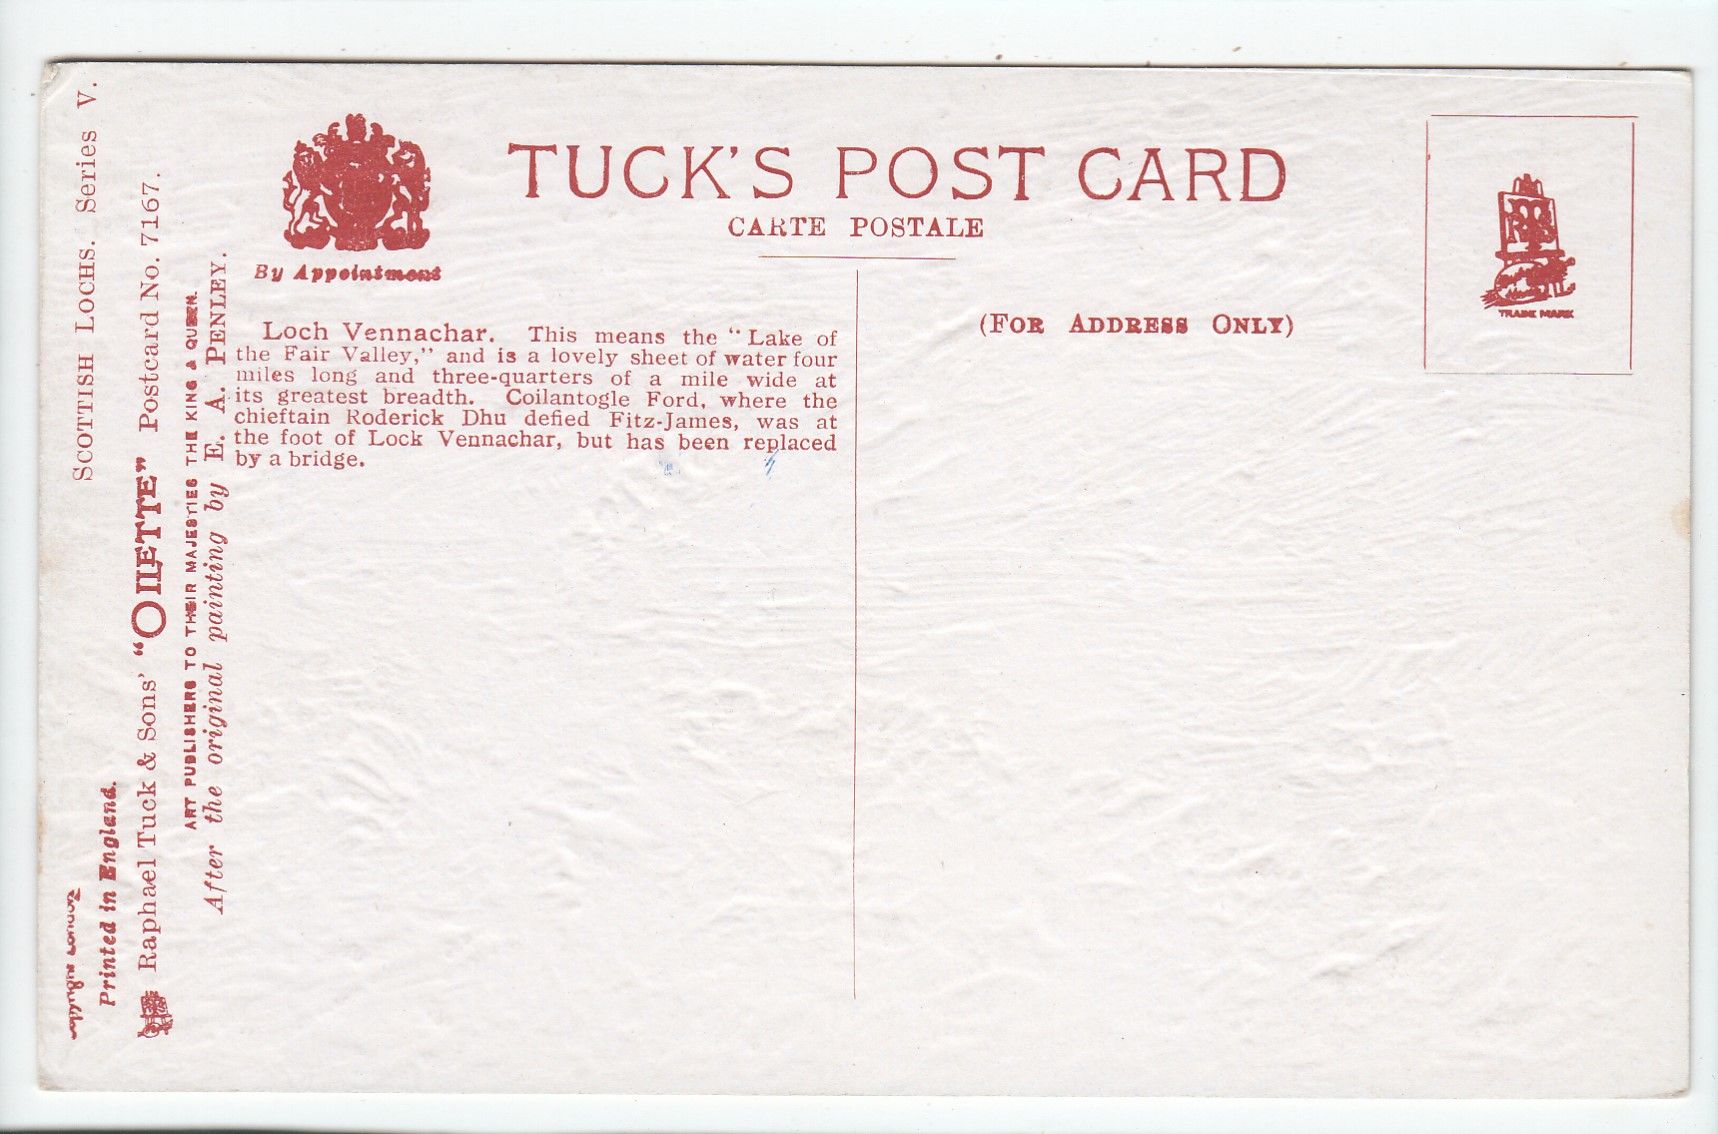 TUCK'S POST CARD
CARTE POSTALE
By Appointment
(FOR ADDRESS ONLY)
TRADE MARK
Loch Vennachar. This means the "Lake of
the Fair Valley," and is a lovely sheet of water four
miles long and three-quarters of a mile wide at
its greatest breadth. Coilantogle Ford, where the
chieftain Roderick Dhu defied Fitz-James, was at
the foot of Lock Vennachar, but has been replaced
by a bridge.
SCOTTISH LOCHS. Series V.
Printed in England.
Raphael Tuck & Sons' "OILETTE" Postcard No. 7167.
ART PUBLISHERS TO THEIR MAJESTIES THE KING & QUEEN.
After the original painting by E. A. PENLEY.